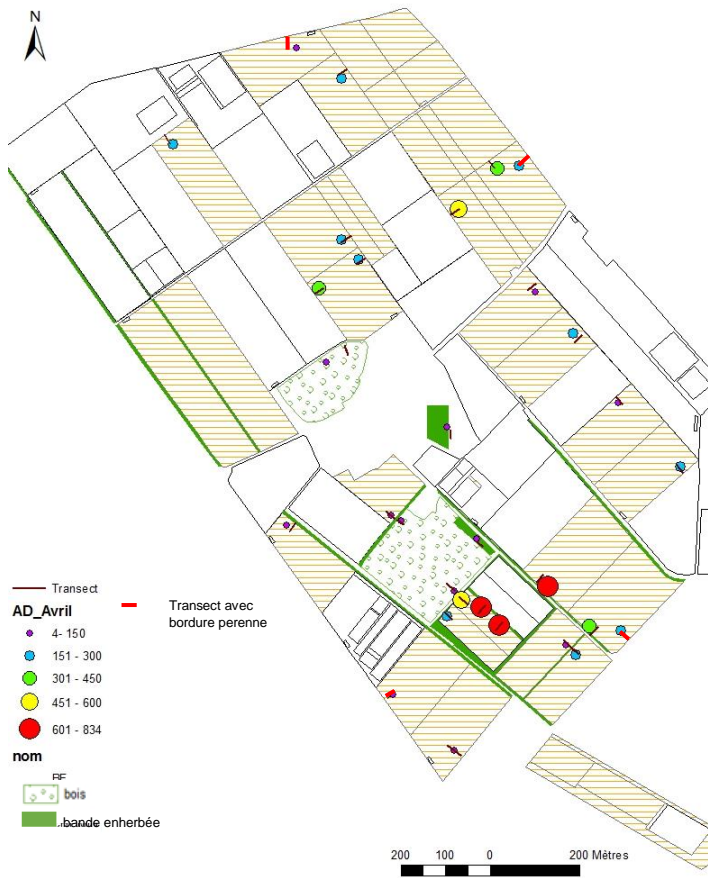 N
Transect
AD_Avril
4- 150
151 - 300
301 - 450
451 - 600
601 - 834
Transect avec
bordure perenne
nom
bois
bande enherbée
200 100 0 200 Mètres